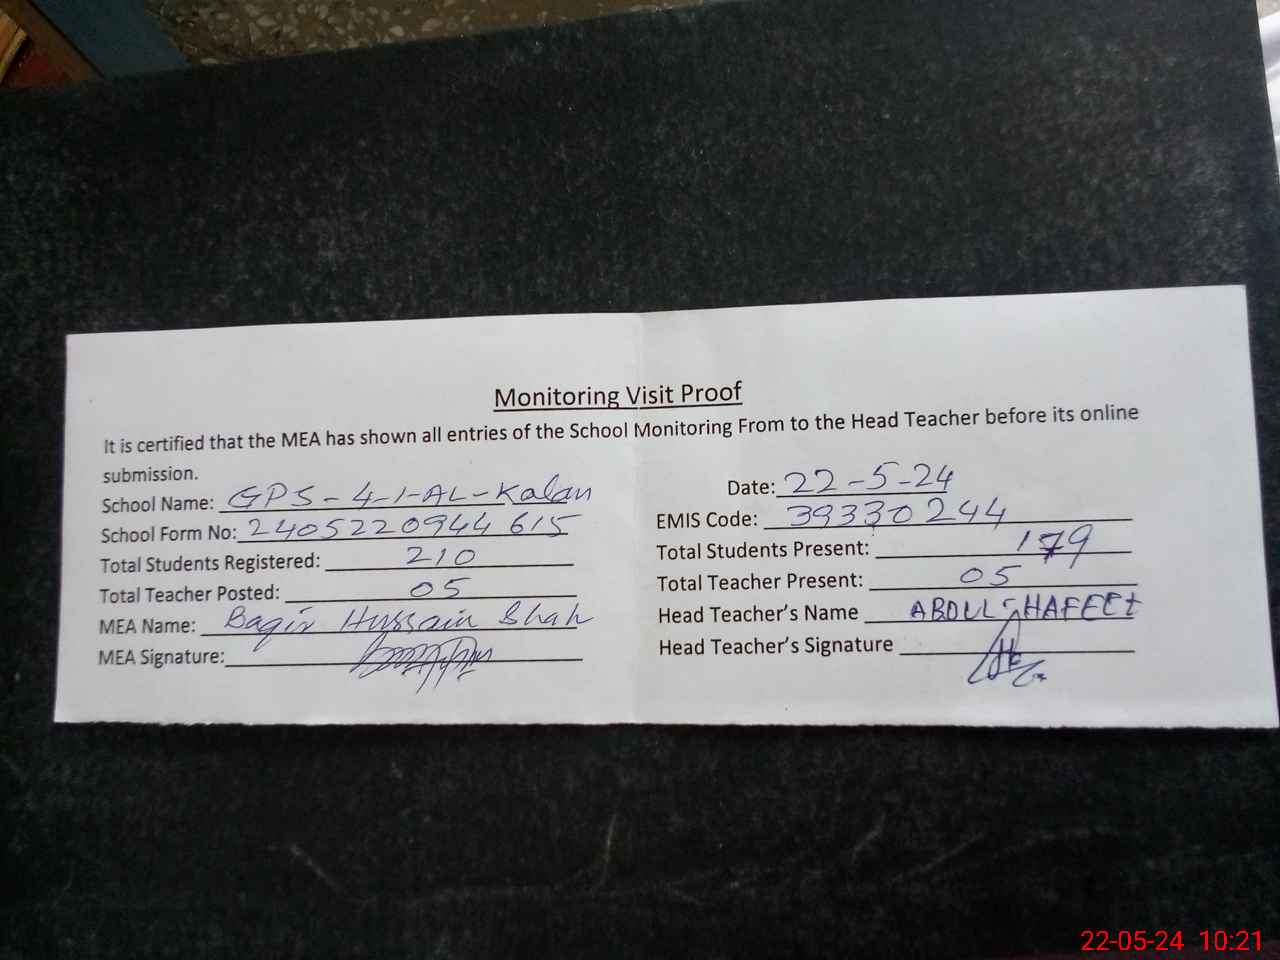 Monitoring Visit Proof
It is certified that the MEA has shown all entries of the School Monitoring From to the Head Teacher before its online
submission.
School Name: GPS-4-1-AL-Kalan
Date: 22-5-24
School Form No: 2405220944615
EMIS Code: 39330244
Total Students Registered: 210
Total Students Present: 179
Total Teacher Posted: 05
Total Teacher Present: 05
MEA Name: Baqir Hussain Shah
Head Teacher's Name ABDUL HAFEEZ
MEA Signature:
Head Teacher's Signature
22-05-24 10:21